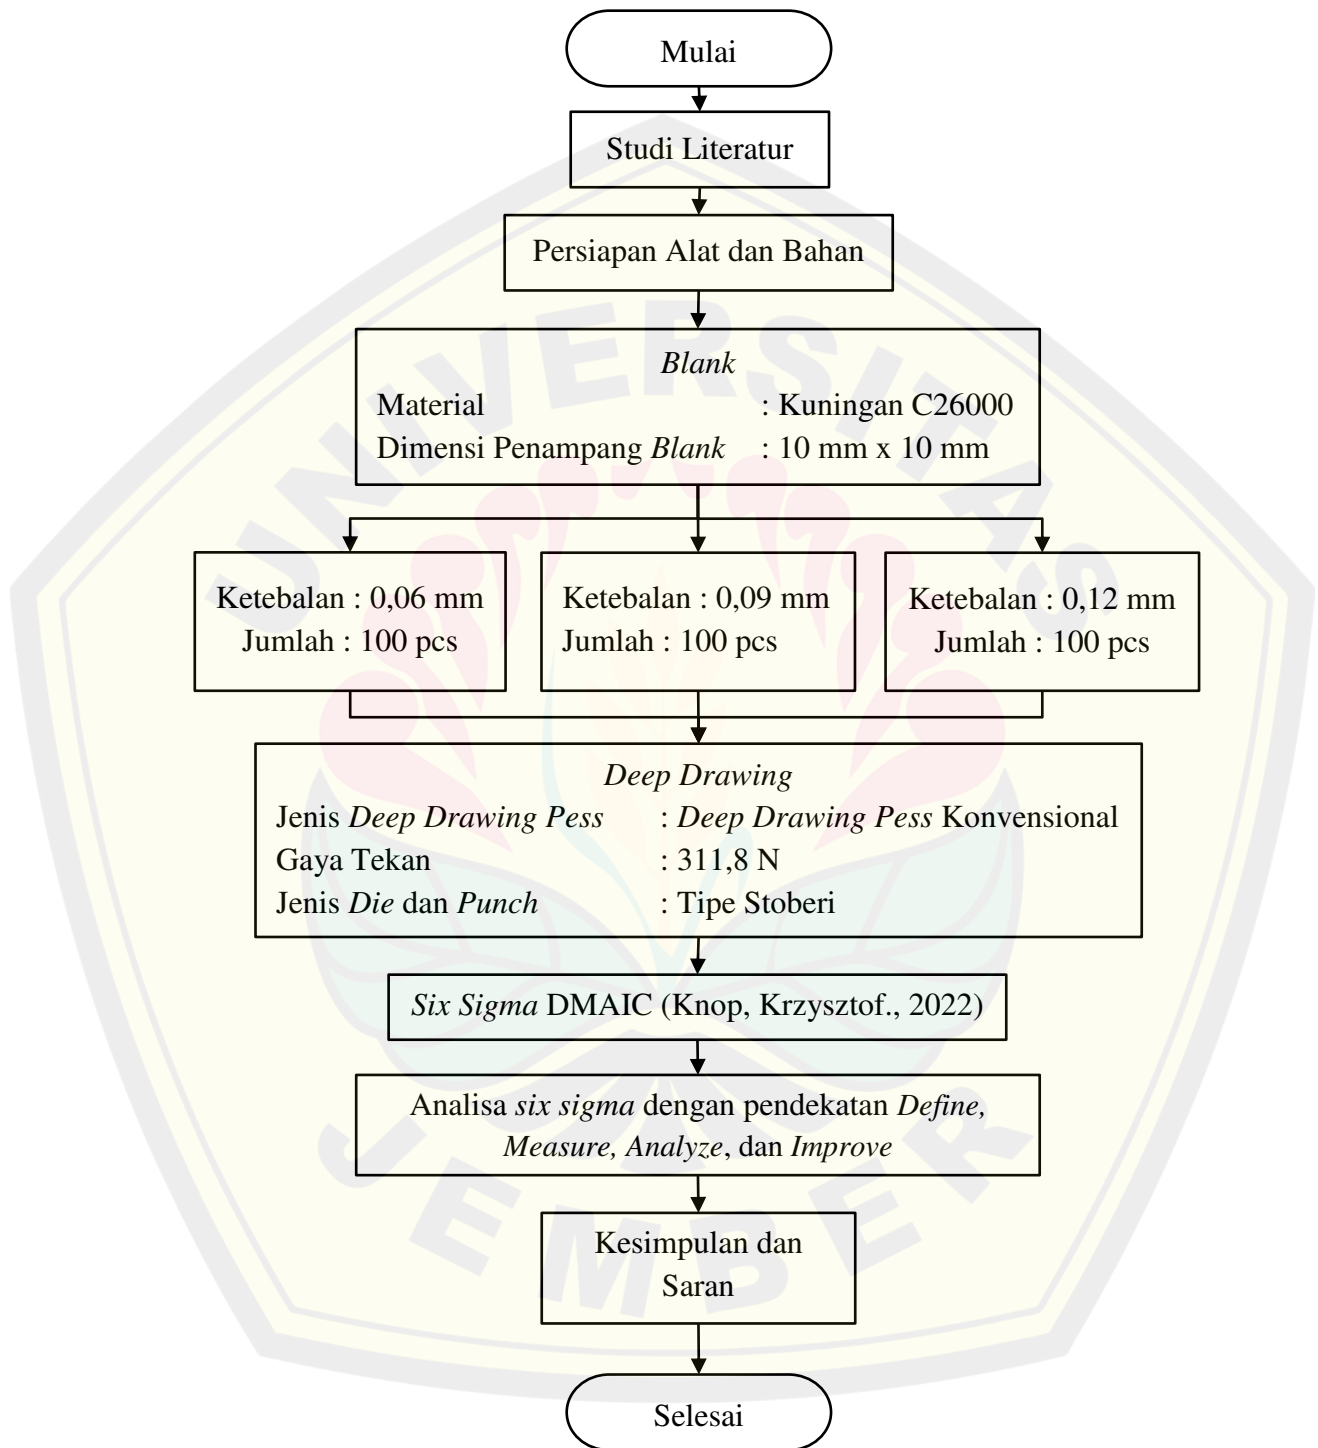 Mulai
Studi Literatur
Persiapan Alat dan Bahan
Blank
Material : Kuningan C26000
Dimensi Penampang Blank : 10 mm x 10 mm
Ketebalan : 0,06 mm
Jumlah : 100 pcs
Ketebalan : 0,09 mm
Jumlah : 100 pcs
Ketebalan : 0,12 mm
Jumlah : 100 pcs
Deep Drawing
Jenis Deep Drawing Pess : Deep Drawing Pess Konvensional
Gaya Tekan : 311,8 N
Jenis Die dan Punch : Tipe Stoberi
Six Sigma DMAIC (Knop, Krzysztof., 2022)
Analisa six sigma dengan pendekatan Define,
Measure, Analyze, dan Improve
Kesimpulan dan
Saran
Selesai
UNIVERSITAS
JEMBER